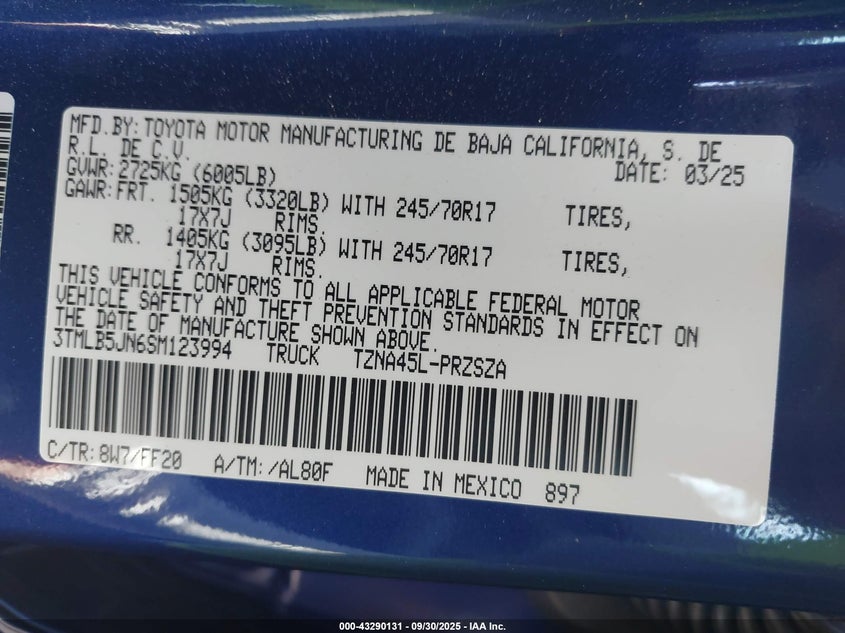 MFD.BY: TOYOTA MOTOR MANUFACTURING DE BAJA CALIFORNIA, S. DE
R.L. DE C.V. DATE: 03/25
GVWR: 2725KG (6005LB)
GAWR: FRT. 1505KG (3320LB) WITH 245/70R17 TIRES,
17X7J RIMS.
RR. 1405KG (3095LB) WITH 245/70R17 TIRES,
17X7J RIMS.
THIS VEHICLE CONFORMS TO ALL APPLICABLE FEDERAL MOTOR
VEHICLE SAFETY AND THEFT PREVENTION STANDARDS IN EFFECT ON
THE DATE OF MANUFACTURE SHOWN ABOVE.
3TMLB5JN6SM123994 TRUCK TZNA45L-PRZSZA
C/TR: 8W7/FF20 A/TM: /AL80F MADE IN MEXICO 897
000-43290131 - 09/30/2025 - IAA Inc.